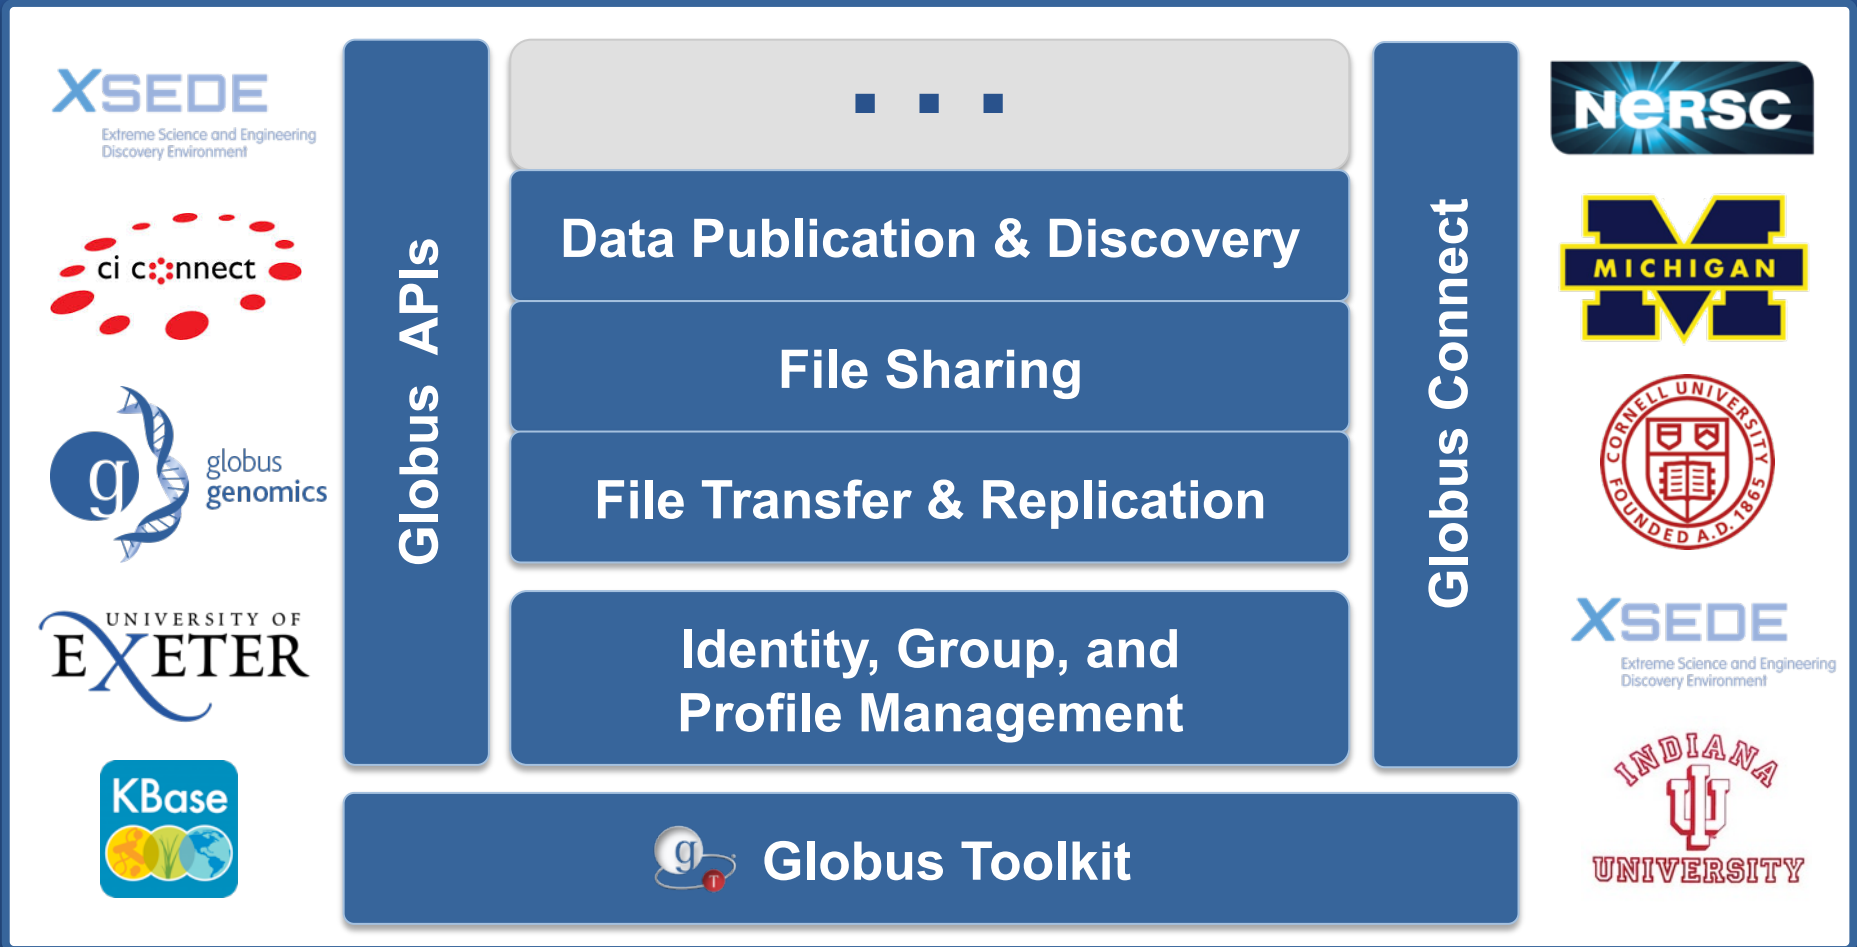 XSEDE
Extreme Science and Engineering
Discovery Environment
ci connect
g
globus
genomics
UNIVERSITY OF
EXETER
KBase
Globus APIs
...
Data Publication & Discovery
File Sharing
File Transfer & Replication
Identity, Group, and
Profile Management
Globus Connect
g
T
Globus Toolkit
NERSC
M
MICHIGAN
CORNELL UNIVERSITY
FOUNDED A.D. 1865
XSEDE
Extreme Science and Engineering
Discovery Environment
INDIANA
IU
UNIVERSITY